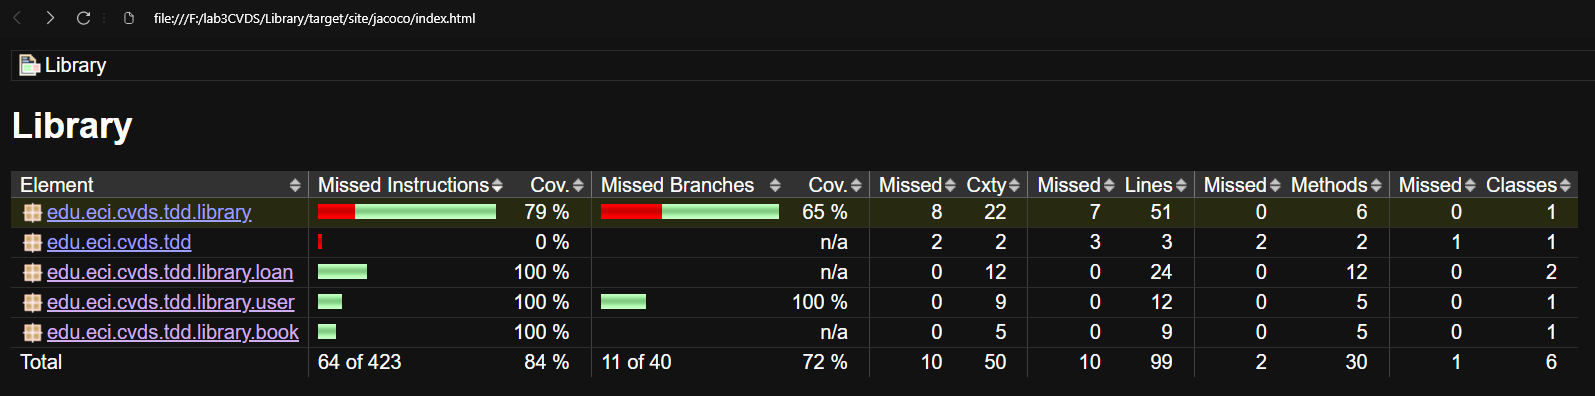 file:///F:/lab3CVDS/Library/target/site/jacoco/index.html
Library
Library
Element Missed Instructions Cov. Missed Branches Cov. Missed Cxty Missed Lines Missed Methods Missed Classes
edu.eci.cvds.tdd.library 79 % 65 % 8 22 7 51 0 6 0 1
edu.eci.cvds.tdd 0 % n/a 2 2 3 3 2 2 1 1
edu.eci.cvds.tdd.library.loan 100 % n/a 0 12 0 24 0 12 0 2
edu.eci.cvds.tdd.library.user 100 % 100 % 0 9 0 12 0 5 0 1
edu.eci.cvds.tdd.library.book 100 % n/a 0 5 0 9 0 5 0 1
Total 64 of 423 84 % 11 of 40 72 % 10 50 10 99 2 30 1 6